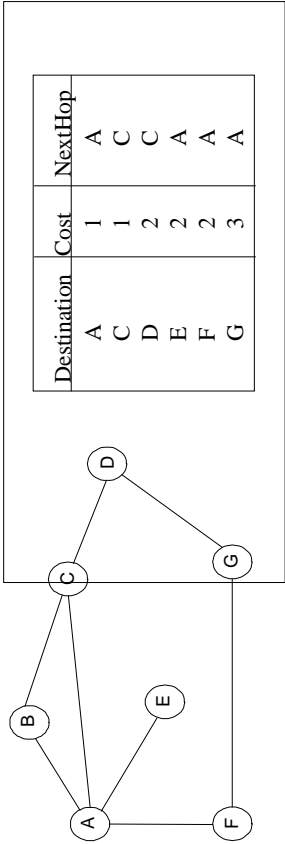 Destination Cost NextHop
A 1 A
C 1 C
D 2 C
E 2 A
F 2 A
G 3 A
D
C
G
B
E
A
F